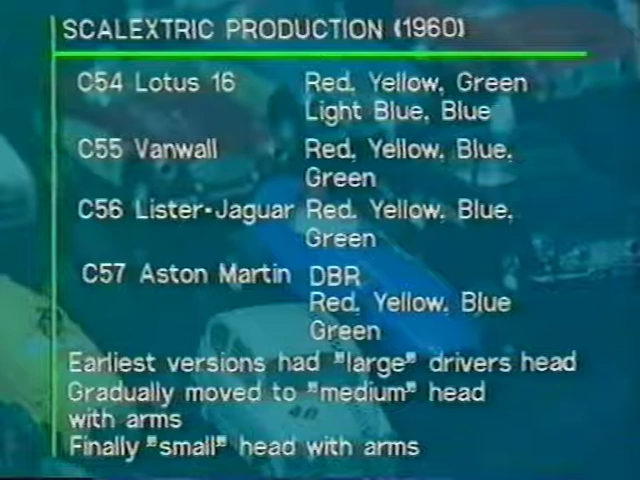 SCALEXTRIC PRODUCTION (1960)
C54 Lotus 16 Red, Yellow, Green
Light Blue, Blue
C55 Vanwall Red, Yellow, Blue,
Green
C56 Lister-Jaguar Red, Yellow, Blue,
Green
C57 Aston Martin DBR
Red, Yellow, Blue
Green
Earliest versions had "large" drivers head
Gradually moved to "medium" head
with arms
Finally "small" head with arms
40